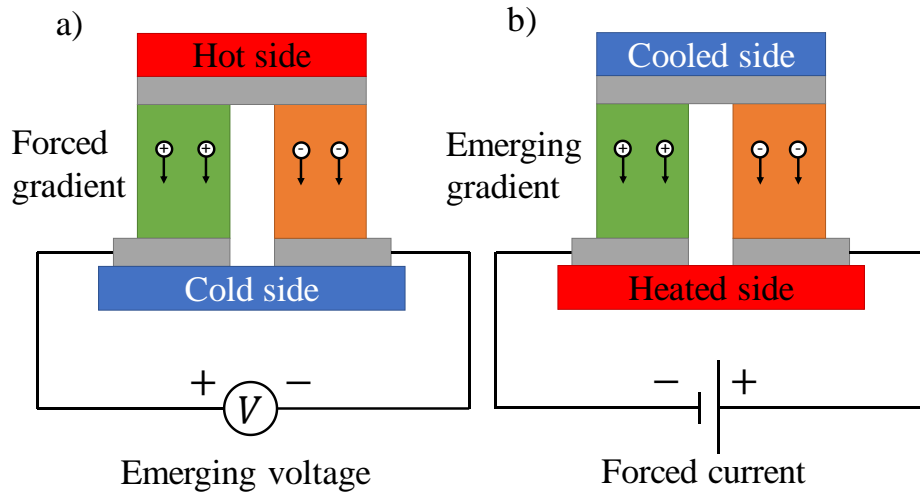 a)
Hot side
Forced
gradient
+ + - -
Cold side
+ V −
Emerging voltage
b)
Cooled side
Emerging
gradient
+ + - -
Heated side
− +
Forced current